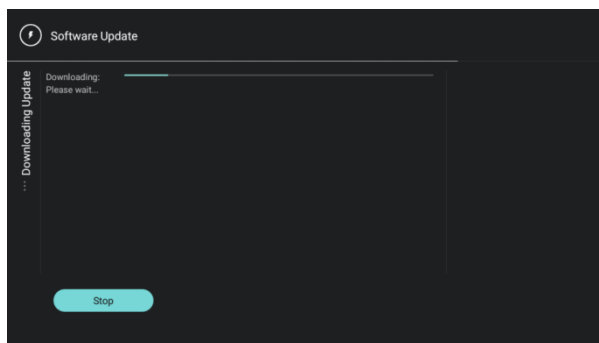 Software Update
... Downloading Update
Downloading:
Please wait...
Stop